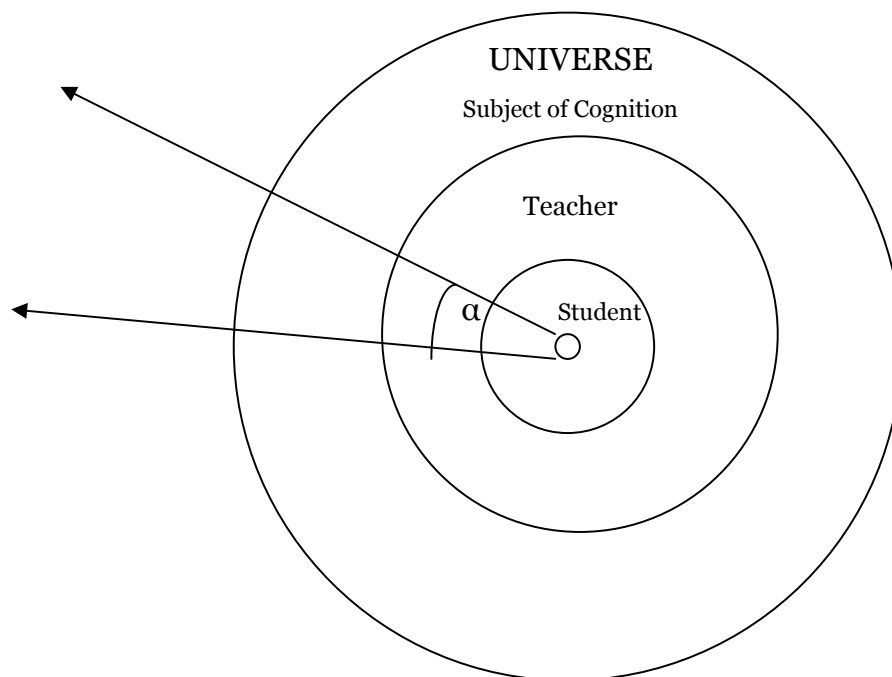 UNIVERSE
Subject of Cognition
Teacher
Student
α